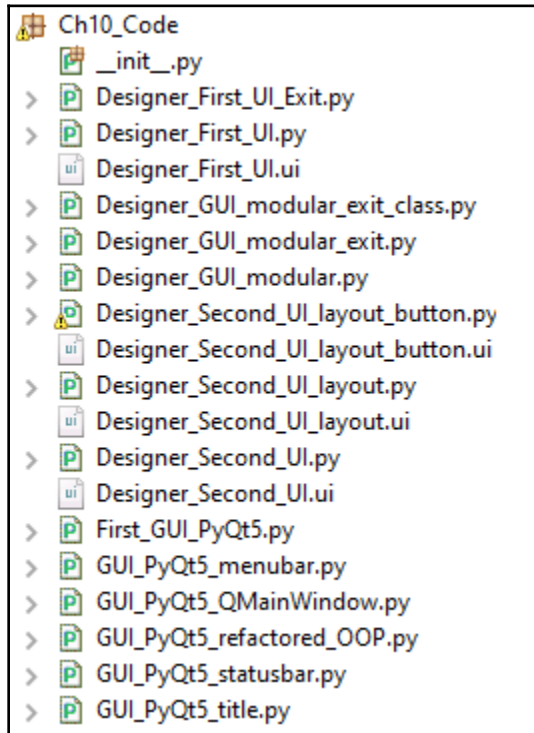 Ch10_Code
__init__.py
Designer_First_UI_Exit.py
Designer_First_UI.py
Designer_First_UI.ui
Designer_GUI_modular_exit_class.py
Designer_GUI_modular_exit.py
Designer_GUI_modular.py
Designer_Second_UI_layout_button.py
Designer_Second_UI_layout_button.ui
Designer_Second_UI_layout.py
Designer_Second_UI_layout.ui
Designer_Second_UI.py
Designer_Second_UI.ui
First_GUI_PyQt5.py
GUI_PyQt5_menubar.py
GUI_PyQt5_QMainWindow.py
GUI_PyQt5_refactored_OOP.py
GUI_PyQt5_statusbar.py
GUI_PyQt5_title.py